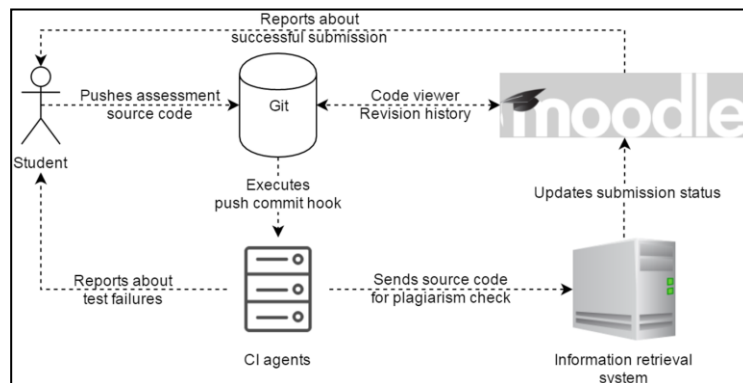 Reports about
successful submission
Pushes assessment
source code
Git
Code viewer
Revision history
moodle
Student
Executes
push commit hook
Updates submission status
Reports about
test failures
Sends source code
for plagiarism check
CI agents
Information retrieval
system